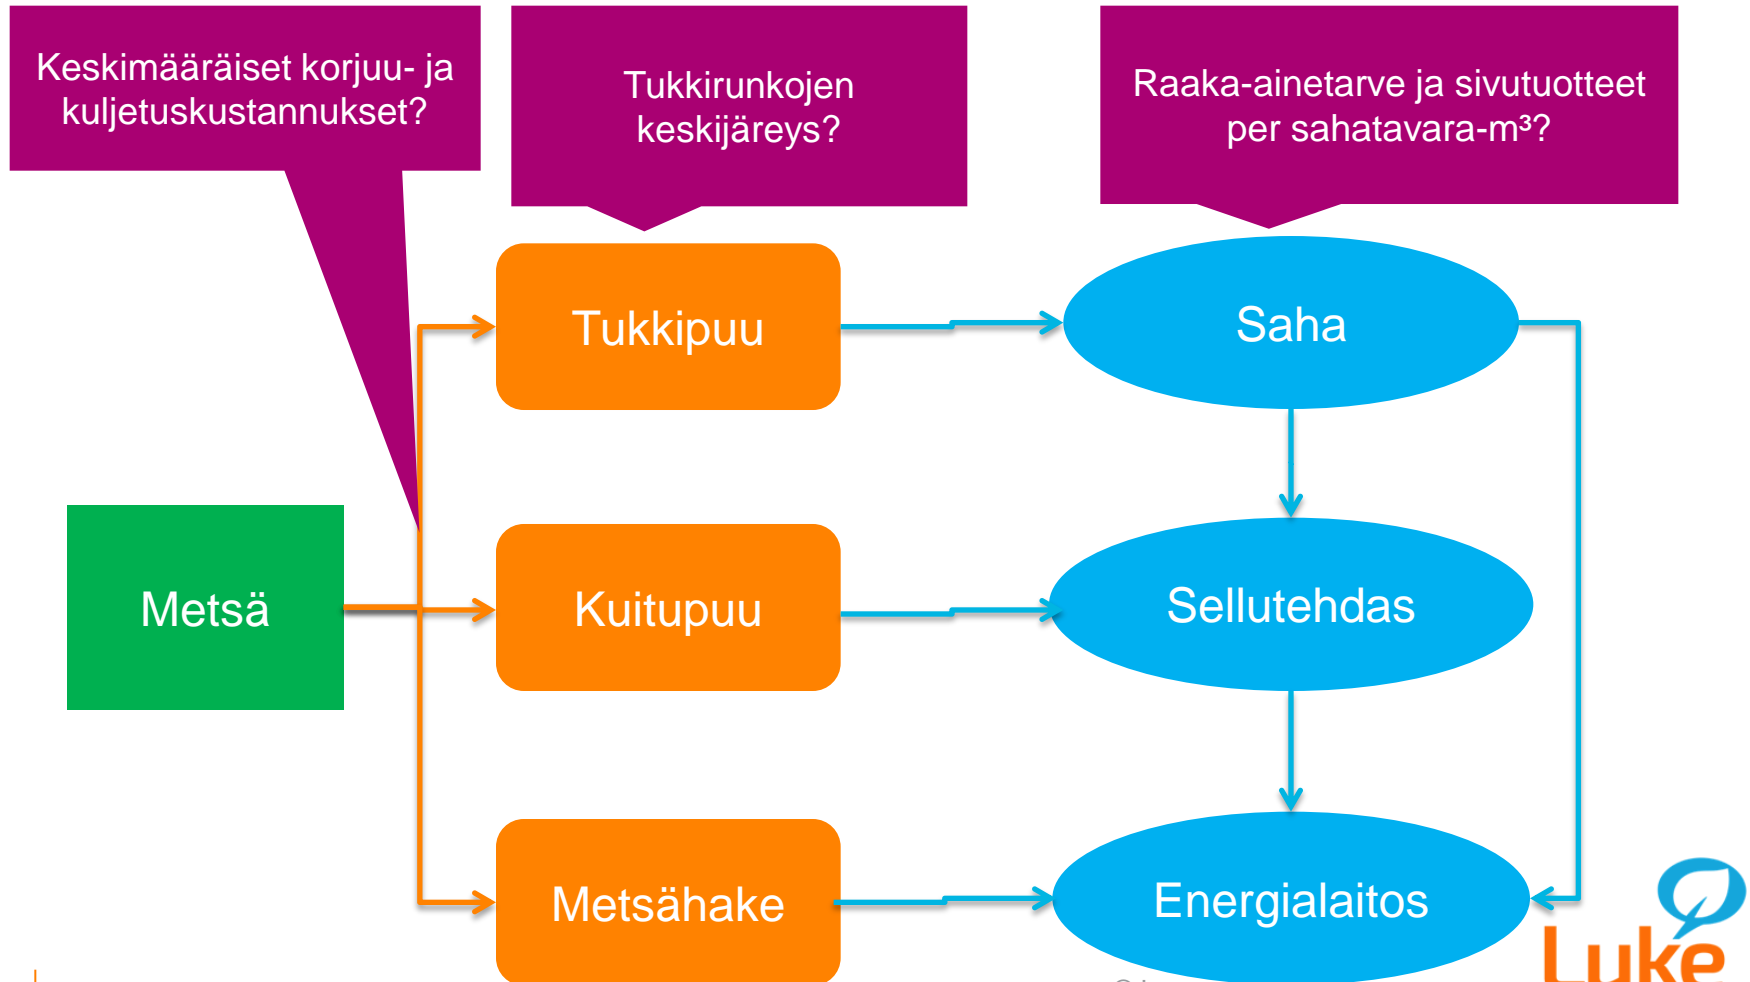 Keskimääräiset korjuu- ja
kuljetuskustannukset?
Tukkirunkojen
keskijäreys?
Raaka-ainetarve ja sivutuotteet
per sahatavara-m³?
Tukkipuu
Saha
Metsä
Kuitupuu
Sellutehdas
Metsähake
Energialaitos
Luke